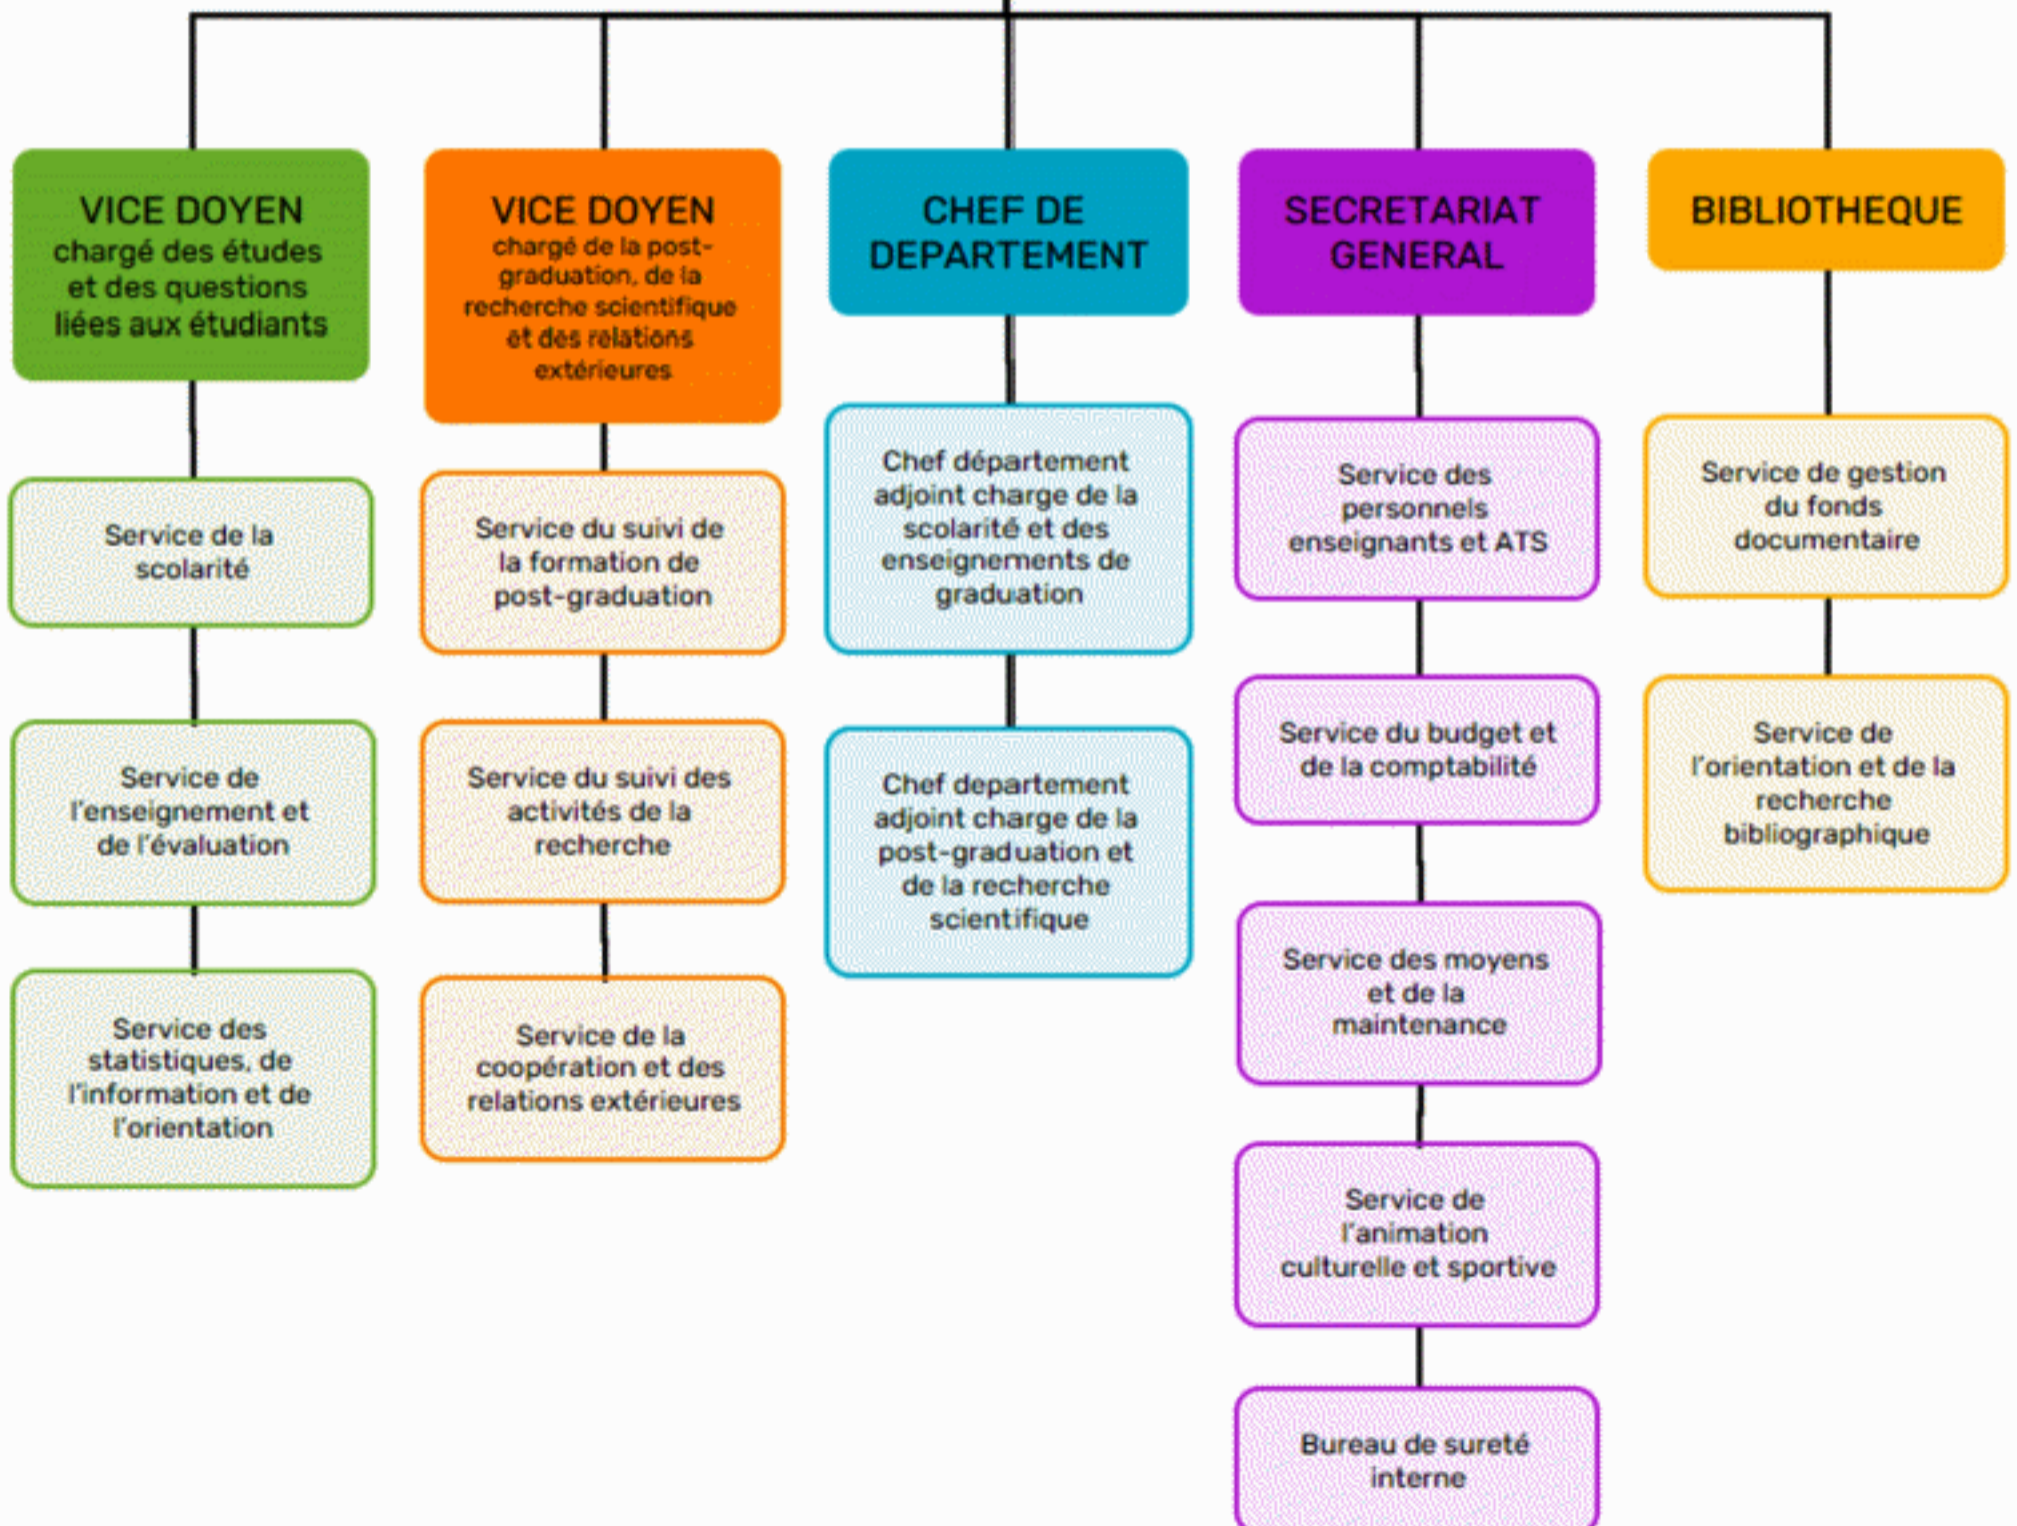 VICE DOYEN
chargé des études
et des questions
liées aux étudiants
Service de la
scolarité
Service de
l'enseignement et
de l'évaluation
Service des
statistiques, de
l'information et de
l'orientation
VICE DOYEN
chargé de la post-
graduation, de la
recherche scientifique
et des relations
extérieures
Service du suivi de
la formation de
post-graduation
Service du suivi des
activités de la
recherche
Service de la
coopération et des
relations extérieures
CHEF DE
DEPARTEMENT
Chef département
adjoint charge de la
scolarité et des
enseignements de
graduation
Chef departement
adjoint charge de la
post-graduation et
de la recherche
scientifique
SECRETARIAT
GENERAL
Service des
personnels
enseignants et ATS
Service du budget et
de la comptabilité
Service des moyens
et de la
maintenance
Service de
l'animation
culturelle et sportive
Bureau de sureté
interne
BIBLIOTHEQUE
Service de gestion
du fonds
documentaire
Service de
l'orientation et de la
recherche
bibliographique